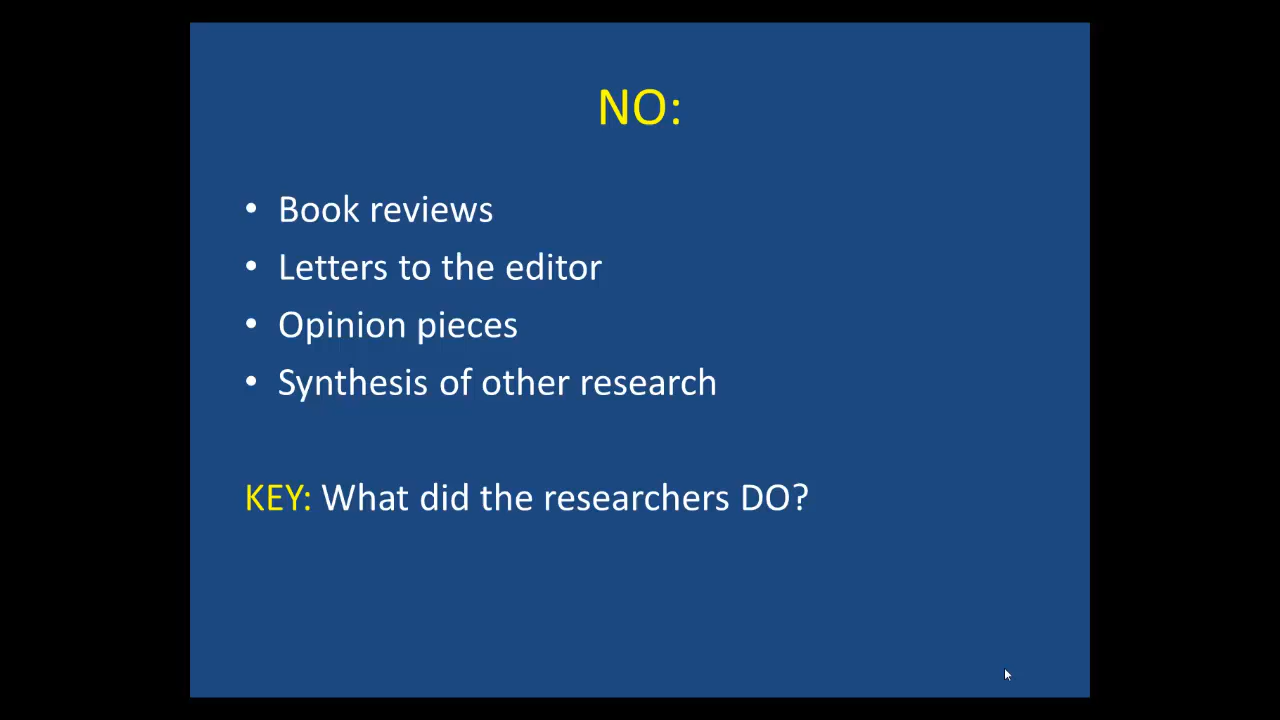 NO:
• Book reviews
• Letters to the editor
• Opinion pieces
• Synthesis of other research
KEY: What did the researchers DO?